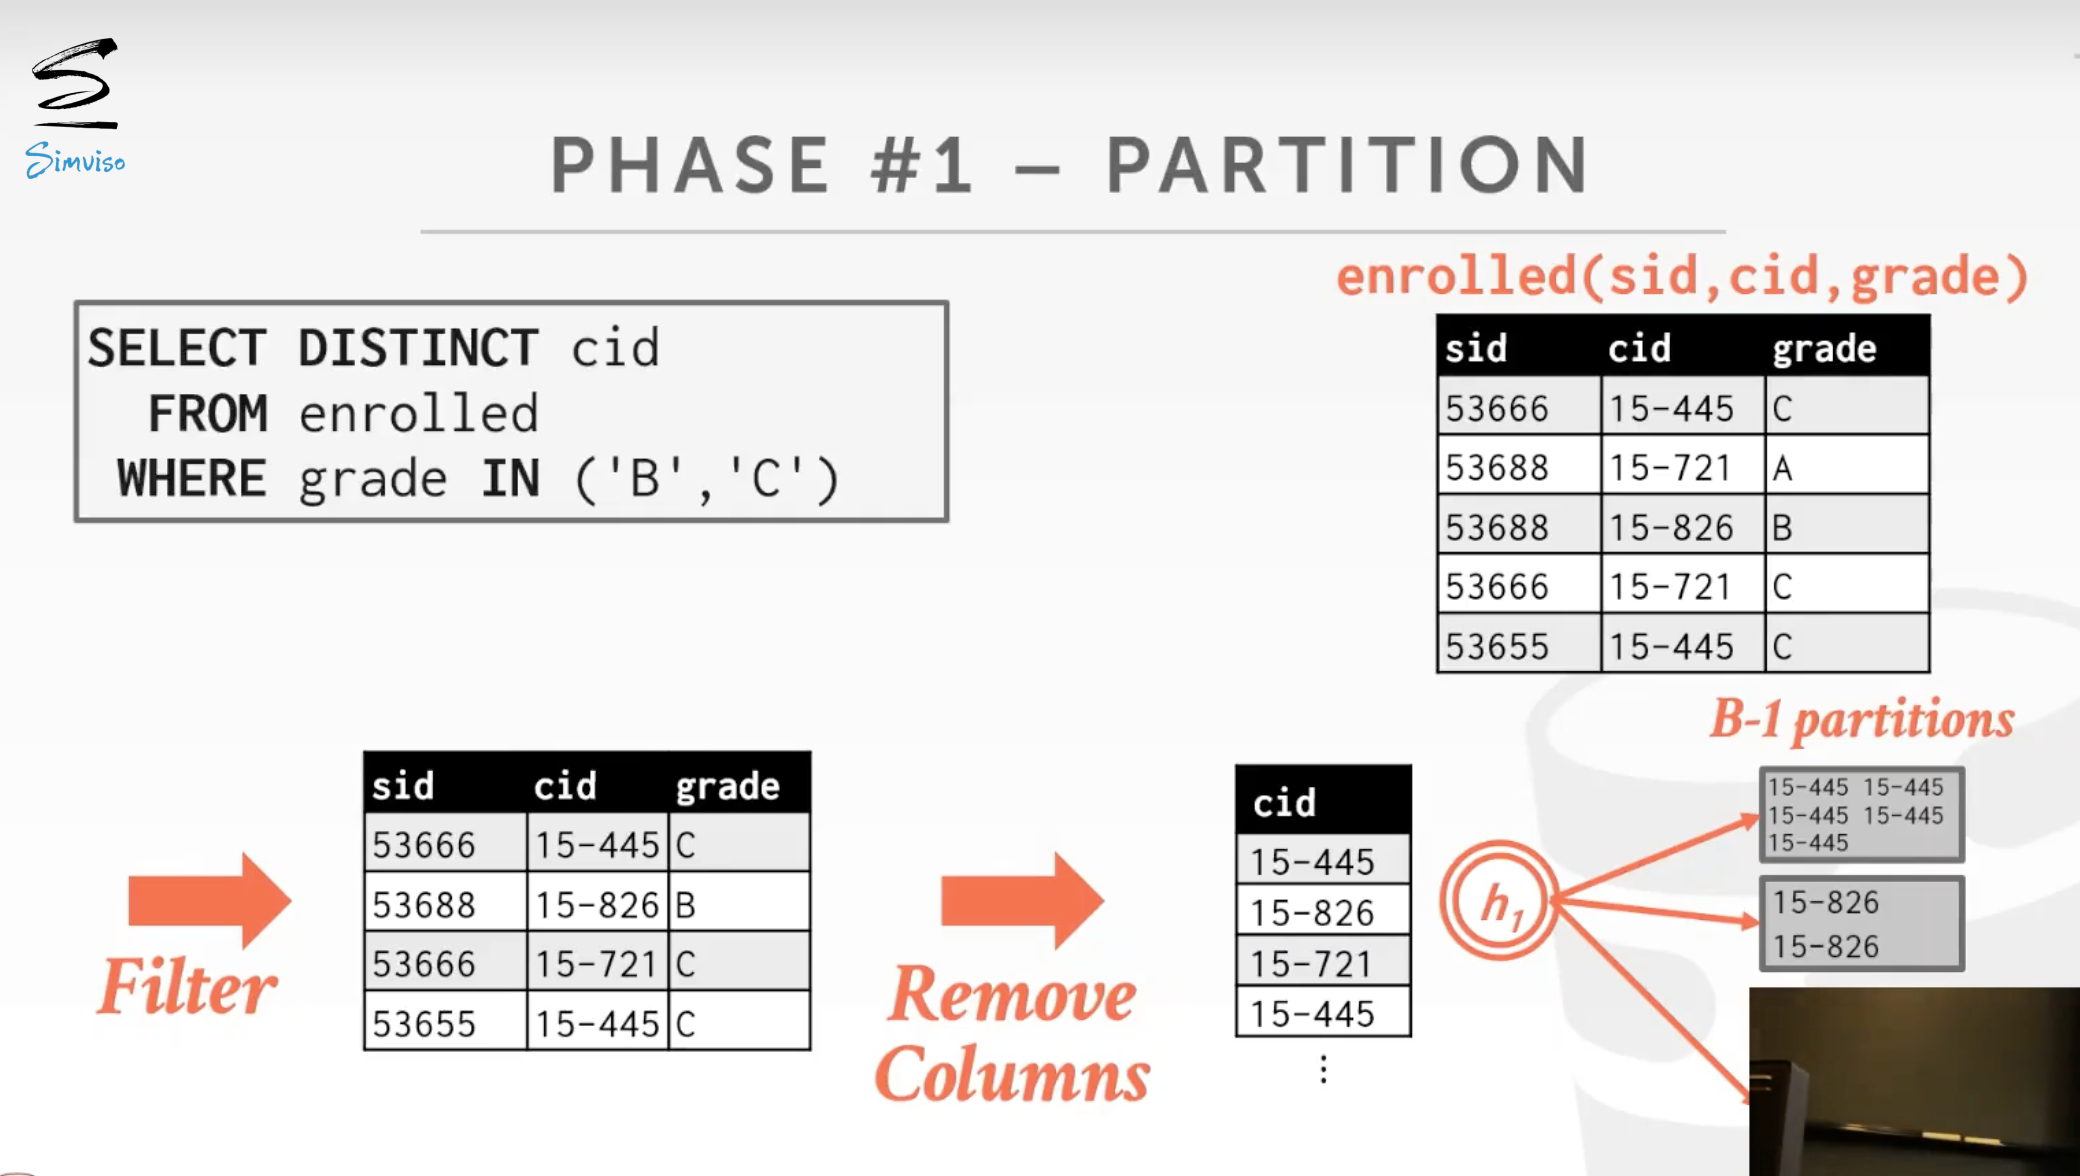 Simviso
PHASE #1 – PARTITION
SELECT DISTINCT cid
FROM enrolled
WHERE grade IN ('B','C')
enrolled(sid,cid,grade)
sid cid grade
53666 15-445 C
53688 15-721 A
53688 15-826 B
53666 15-721 C
53655 15-445 C
Filter
sid cid grade
53666 15-445 C
53688 15-826 B
53666 15-721 C
53655 15-445 C
Remove
Columns
cid
15-445
15-826
15-721
15-445
⋮
h₁
B-1 partitions
15-445 15-445
15-445 15-445
15-445
15-826
15-826